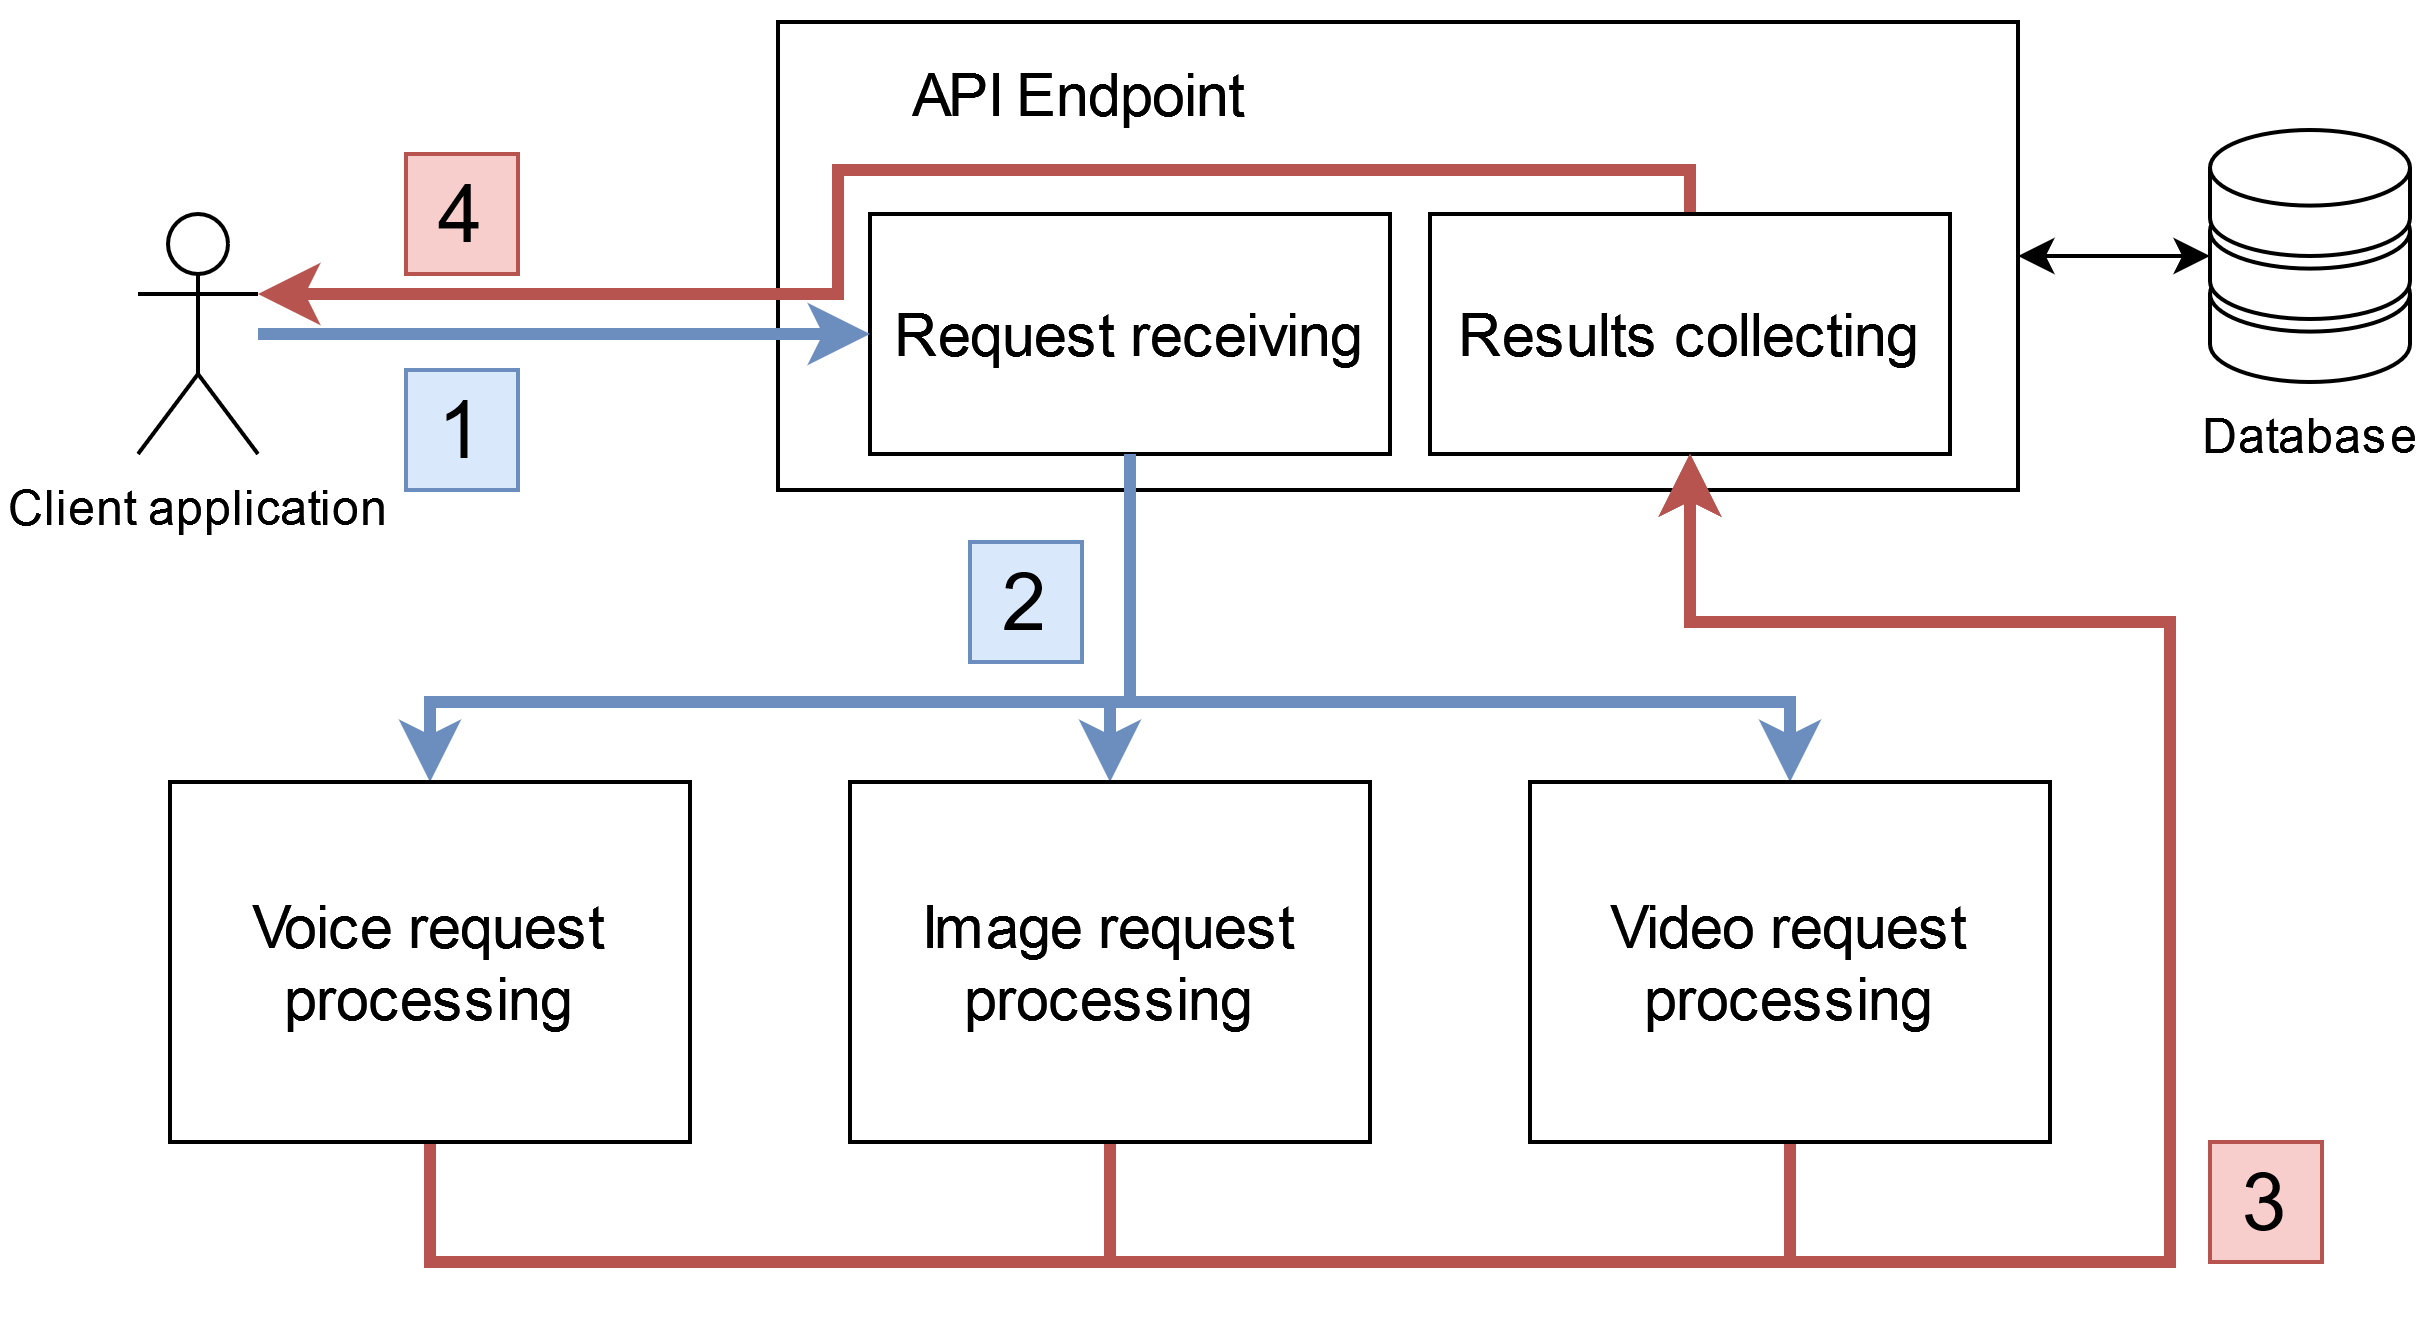 API Endpoint
4
Request receiving
Results collecting
1
Client application
Database
2
Voice request
processing
Image request
processing
Video request
processing
3